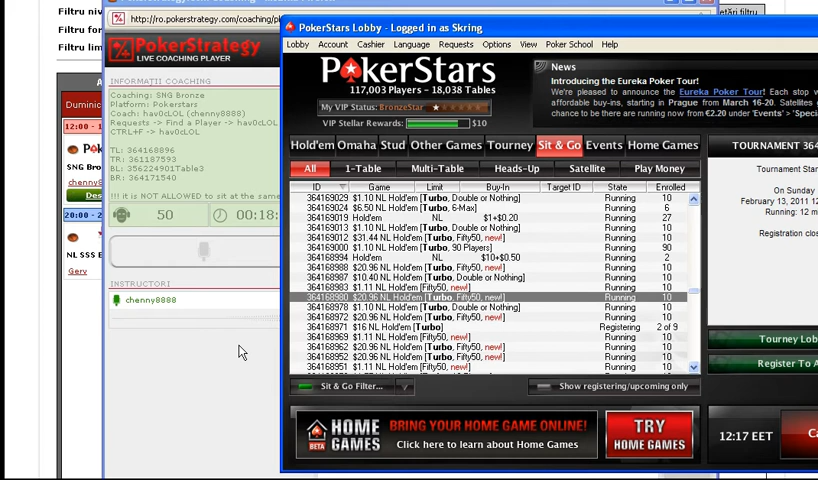 Filtru niv
Filtru for
Filtru lim
http://ro.pokerstrategy.com/coaching/pl
etări filtru
PokerStrategy
LIVE COACHING PLAYER
INFORMAŢII COACHING
Coaching: SNG Bronze
Platform: Pokerstars
Coach: hav0cLOL (chenny8888)
Requests -> Find a Player -> hav0cLOL
CTRL+F -> hav0cLOL
TL: 364168896
TR: 361187593
BL: 356224901Table3
BR: 364171540
!!! it is NOT ALLOWED to sit at the same
50
00:18:
INSTRUCTORI
chenny8888
Duminic
12:00 -
SNG Bro
chenny8
Des
20:00 -
NL SSS B
Gerv
PokerStars Lobby - Logged in as Skring
Lobby Account Cashier Language Requests Options View Poker School Help
PokerStars
117,003 Players - 18,038 Tables
My VIP Status: BronzeStar
VIP Stellar Rewards: $10
News
Introducing the Eureka Poker Tour!
We're pleased to announce the Eureka Poker Tour! Each stop w
affordable buy-ins, starting in Prague from March 16-20. Satellites
chance to be there are running now from €2.20 under 'Events' > 'Speci
Hold'em Omaha Stud Other Games Tourney Sit & Go Events Home Games
All 1-Table Multi-Table Heads-Up Satellite Play Money
ID Game Limit Buy-In Target ID State Enrolled
364169029 $1.10 NL Hold'em [Turbo, Double or Nothing] Running 10
364169024 $6.50 NL Hold'em [Turbo, 6-Max] Running 6
364169019 Hold'em NL $1+$0.20 Running 27
364169013 $1.10 NL Hold'em [Turbo, Double or Nothing] Running 10
364169012 $31.44 NL Hold'em [Turbo, Fifty50, new!] Running 10
364169000 $1.10 NL Hold'em [Turbo, 90 Players] Running 90
364168994 Hold'em NL $10+$0.50 Running 2
364168988 $20.96 NL Hold'em [Turbo, Fifty50, new!] Running 10
364168987 $10.40 NL Hold'em [Turbo, Double or Nothing] Running 10
364168983 $1.11 NL Hold'em [Fifty50, new!] Running 10
364168980 $20.96 NL Hold'em [Turbo, Fifty50, new!] Running 10
364168978 $1.10 NL Hold'em [Turbo, Double or Nothing] Running 10
364168972 $20.96 NL Hold'em [Turbo, Fifty50, new!] Running 10
364168971 $16 NL Hold'em [Turbo] Registering 2 of 9
364168969 $1.11 NL Hold'em [Fifty50, new!] Running 10
364168962 $20.96 NL Hold'em [Turbo, Fifty50, new!] Running 10
364168952 $20.96 NL Hold'em [Turbo, Fifty50, new!] Running 10
364168951 $1.11 NL Hold'em [Fifty50, new!] Running 10
Sit & Go Filter...
Show registering/upcoming only
TOURNAMENT 364
Tournament Star
On Sunday
February 13, 2011 12
Running: 12 m
Registration clos
Tourney Lob
Register To A
HOME GAMES
BETA
BRING YOUR HOME GAME ONLINE!
Click here to learn about Home Games
TRY
HOME GAMES
12:17 EET
Ca